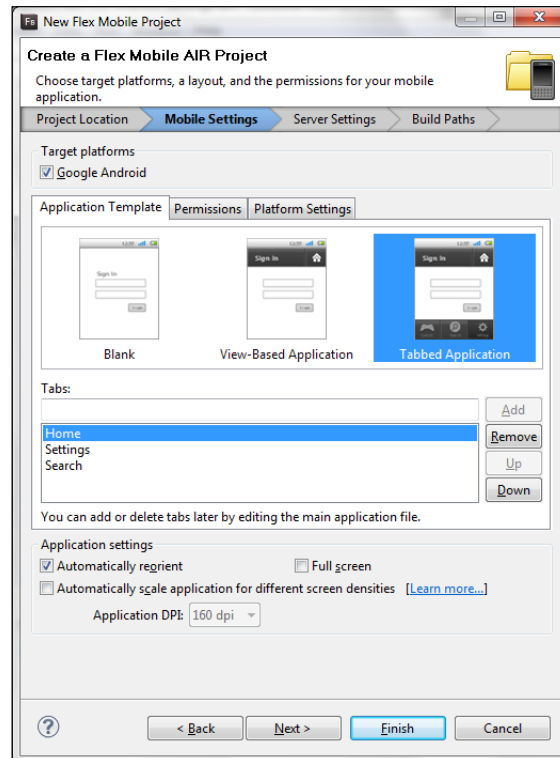 Fb New Flex Mobile Project
Create a Flex Mobile AIR Project
Choose target platforms, a layout, and the permissions for your mobile
application.
Project Location Mobile Settings Server Settings Build Paths
Target platforms
Google Android
Application Template Permissions Platform Settings
Sign In
Sign In
Sign In
Blank View-Based Application Tabbed Application
Tabs:
Add
Home
Remove
Settings
Search
Up
Down
You can add or delete tabs later by editing the main application file.
Application settings
Automatically reorient Full screen
Automatically scale application for different screen densities [Learn more...]
Application DPI: 160 dpi
? < Back Next > Finish Cancel